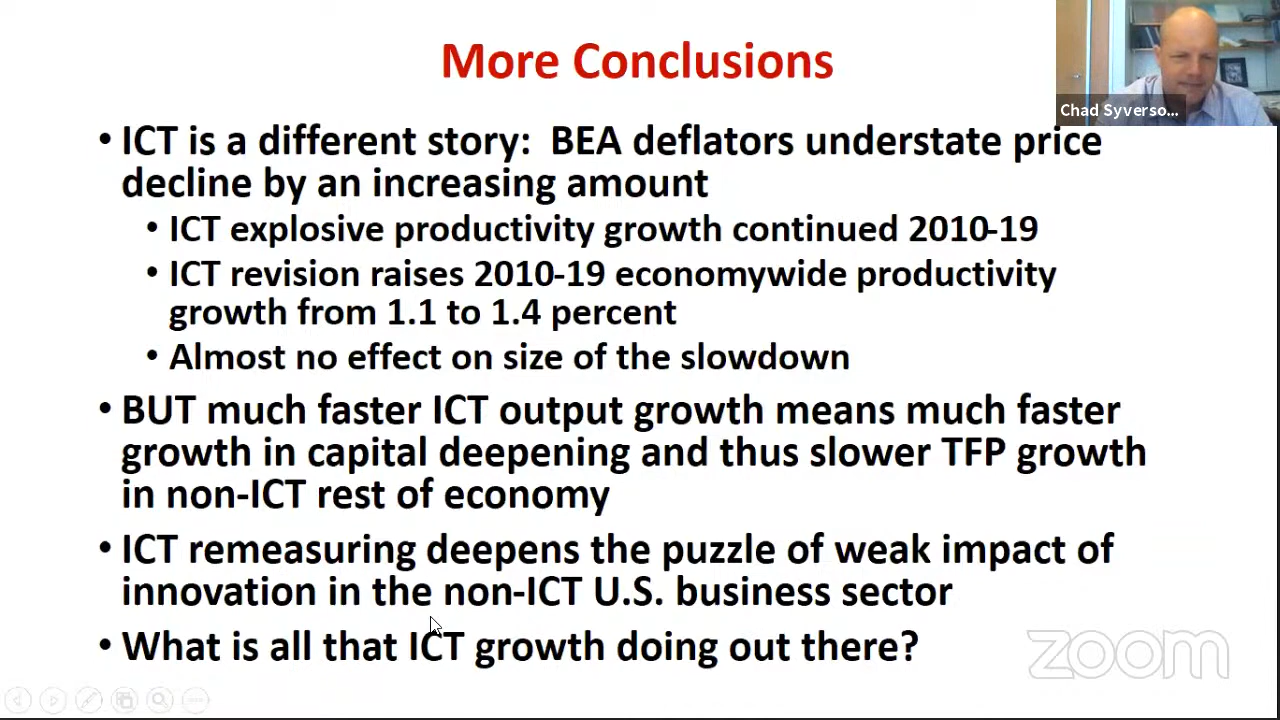 More Conclusions
Chad Syverso...
• ICT is a different story:  BEA deflators understate price
decline by an increasing amount
• ICT explosive productivity growth continued 2010-19
• ICT revision raises 2010-19 economywide productivity
growth from 1.1 to 1.4 percent
• Almost no effect on size of the slowdown
• BUT much faster ICT output growth means much faster
growth in capital deepening and thus slower TFP growth
in non-ICT rest of economy
• ICT remeasuring deepens the puzzle of weak impact of
innovation in the non-ICT U.S. business sector
• What is all that ICT growth doing out there?
zoom